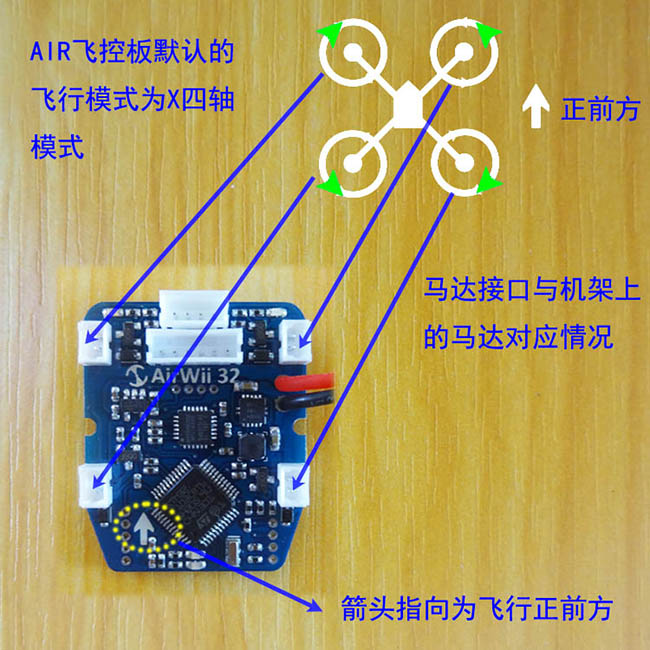 AIR飞控板默认的
飞行模式为X四轴
模式
正前方
马达接口与机架上
的马达对应情况
AirWii 32
箭头指向为飞行正前方